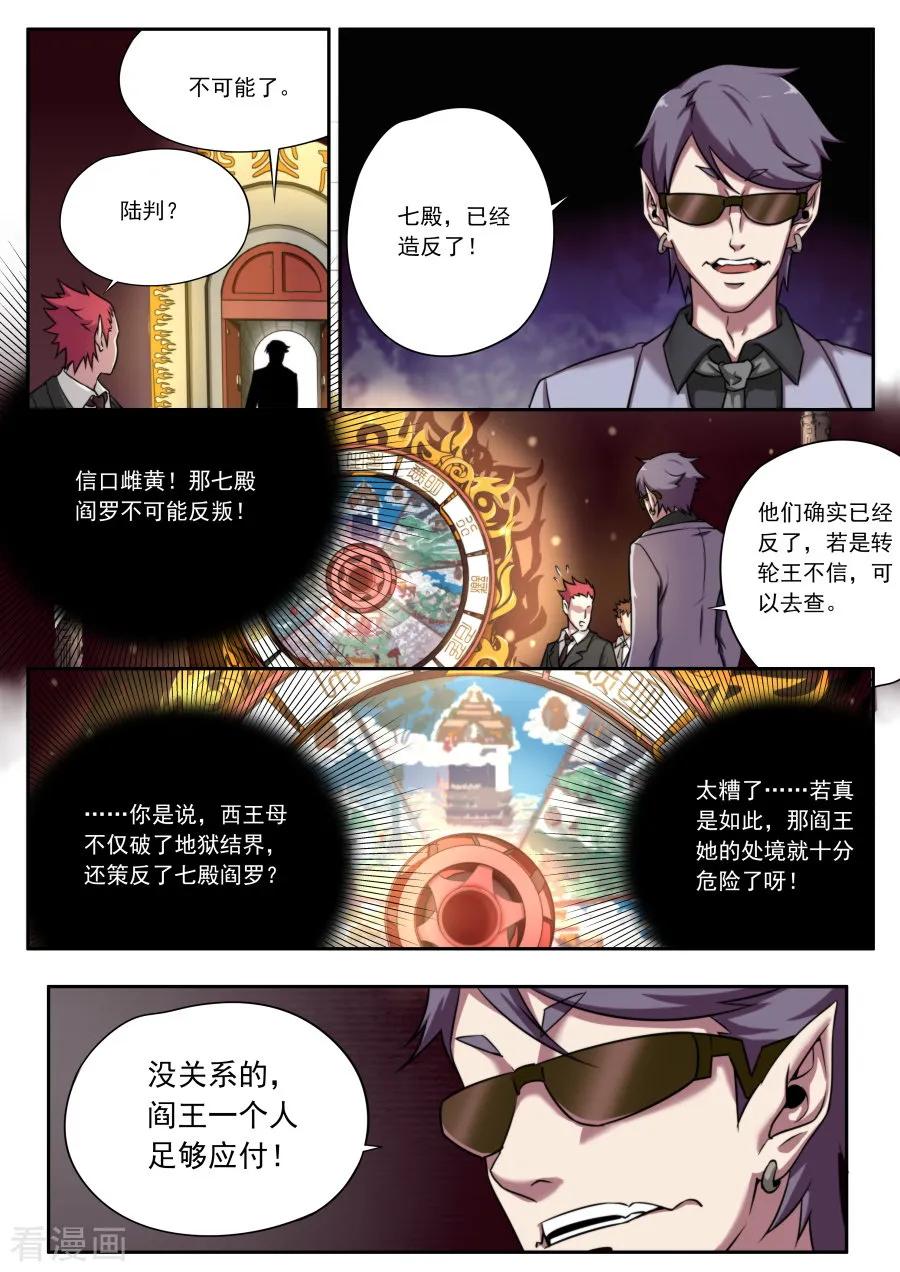 不可能了。
陆判？
七殿，已经
造反了！
信口雌黄！那七殿
阎罗不可能反叛！
他们确实已经
反了，若是转
轮王不信，可
以去查。
……你是说，西王母
不仅破了地狱结界，
还策反了七殿阎罗？
太糟了……若真
是如此，那阎王
她的处境就十分
危险了呀！
没关系的，
阎王一个人
足够应付！
看漫画